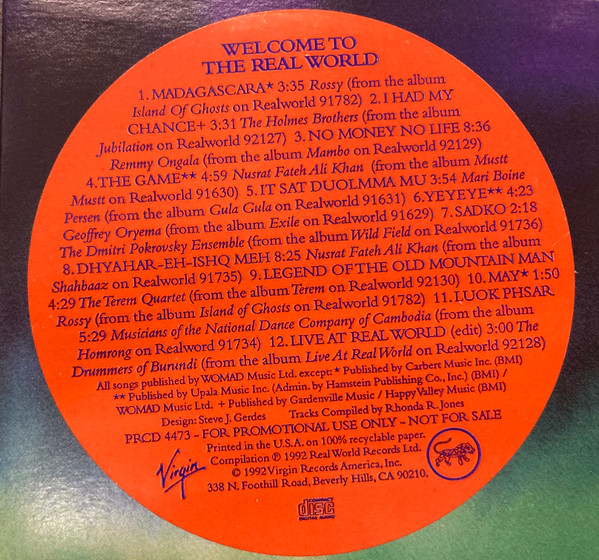 WELCOME TO
THE REAL WORLD
1. MADAGASCARA* 3:35 Rossy (from the album
Island Of Ghosts on Realworld 91782) 2. I HAD MY
CHANCE+ 3:31 The Holmes Brothers (from the album
Jubilation on Realworld 92127) 3. NO MONEY NO LIFE 8:36
Remmy Ongala (from the album Mambo on Realworld 92129)
4. THE GAME** 4:59 Nusrat Fateh Ali Khan (from the album Mustt
Mustt on Realworld 91630) 5. IT SAT DUOLMMA MU 3:54 Mari Boine
Persen (from the album Gula Gula on Realworld 91631) 6. YEYEYE** 4:23
Geoffrey Oryema (from the album Exile on Realworld 91629) 7. SADKO 2:18
The Dmitri Pokrovsky Ensemble (from the album Wild Field on Realworld 91736)
8. DHYAHAR-EH-ISHQ MEH 8:25 Nusrat Fateh Ali Khan (from the album
Shahbaaz on Realworld 91735) 9. LEGEND OF THE OLD MOUNTAIN MAN
4:29 The Terem Quartet (from the album Terem on Realworld 92130) 10. MAY* 1:50
Rossy (from the album Island of Ghosts on Realworld 91782) 11. LUOK PHSAR
5:29 Musicians of the National Dance Company of Cambodia (from the album
Homrong on Realword 91734) 12. LIVE AT REAL WORLD (edit) 3:00 The
Drummers of Burundi (from the album Live At Real World on Realworld 92128)
All songs published by WOMAD Music Ltd. except: * Published by Carbert Music Inc. (BMI)
** Published by Upala Music Inc. (Admin. by Hamstein Publishing Co., Inc.) (BMI) /
WOMAD Music Ltd. + Published by Gardenville Music / Happy Valley Music (BMI)
Design: Steve J. Gerdes Tracks Compiled by Rhonda R. Jones
PRCD 4473 - FOR PROMOTIONAL USE ONLY - NOT FOR SALE
Printed in the U.S.A. on 100% recyclable paper.
Compilation ℗ 1992 Real World Records Ltd.
© 1992 Virgin Records America, Inc.
338 N. Foothill Road, Beverly Hills, CA 90210.
Virgin
COMPACT
disc
DIGITAL AUDIO